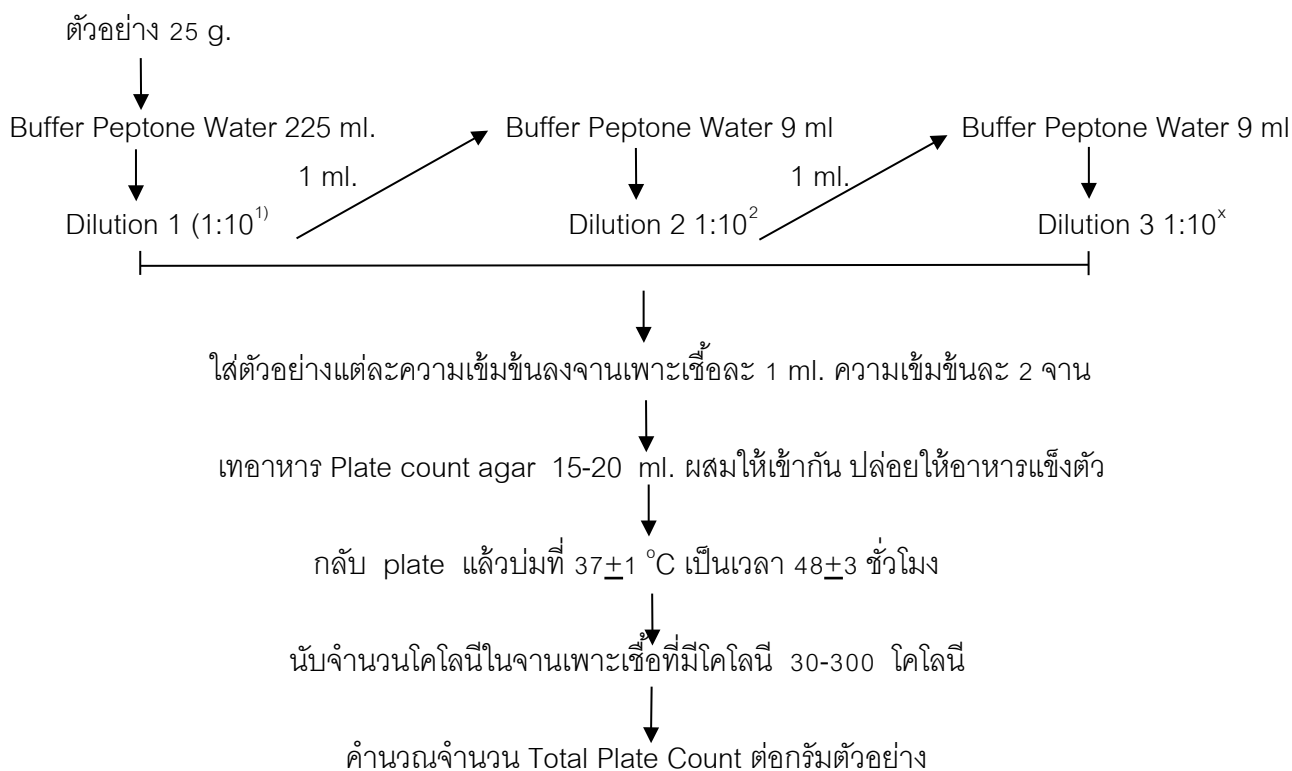 ตัวอย่าง 25 g.
Buffer Peptone Water 225 ml. Buffer Peptone Water 9 ml Buffer Peptone Water 9 ml
1 ml. 1 ml.
Dilution 1 (1:10¹⁾ Dilution 2 1:10² Dilution 3 1:10ˣ
ใส่ตัวอย่างแต่ละความเข้มข้นลงจานเพาะเชื้อละ 1 ml. ความเข้มข้นละ 2 จาน
เทอาหาร Plate count agar 15-20 ml. ผสมให้เข้ากัน ปล่อยให้อาหารแข็งตัว
กลับ plate แล้วบ่มที่ 37±1 °C เป็นเวลา 48±3 ชั่วโมง
นับจำนวนโคโลนีในจานเพาะเชื้อที่มีโคโลนี 30-300 โคโลนี
คำนวณจำนวน Total Plate Count ต่อกรัมตัวอย่าง